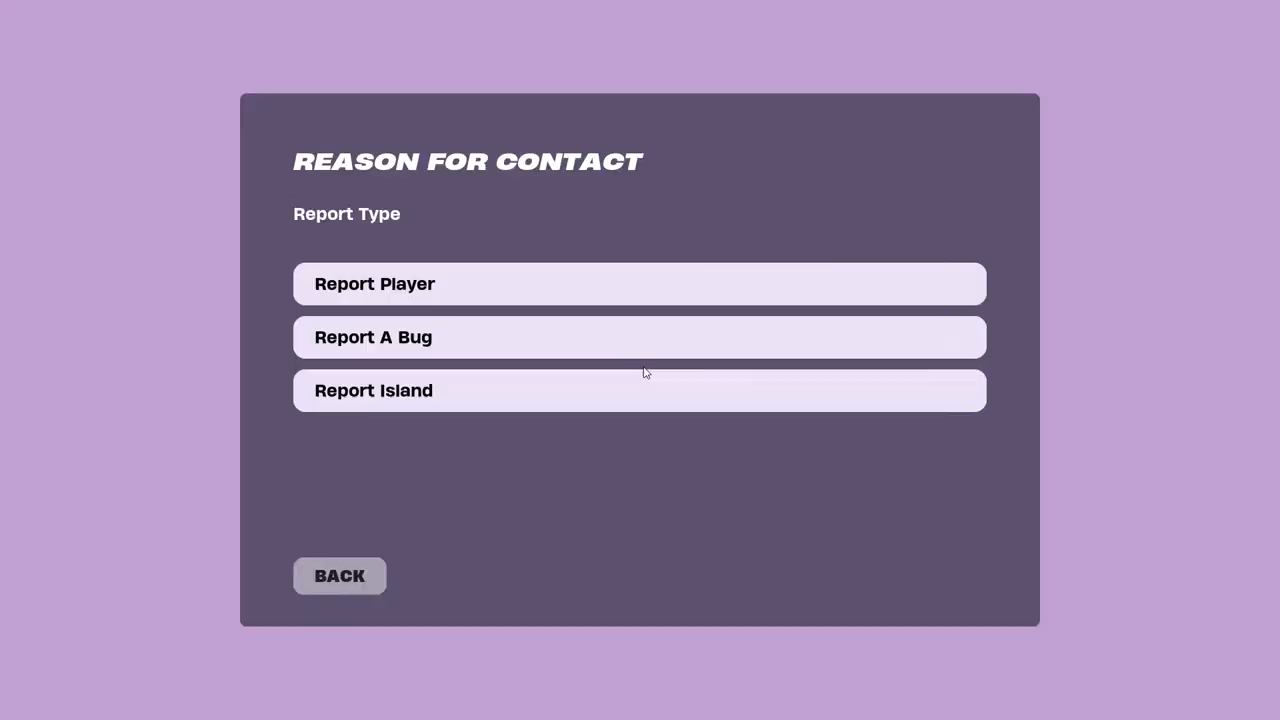 REASON FOR CONTACT
Report Type
Report Player
Report A Bug
Report Island
BACK